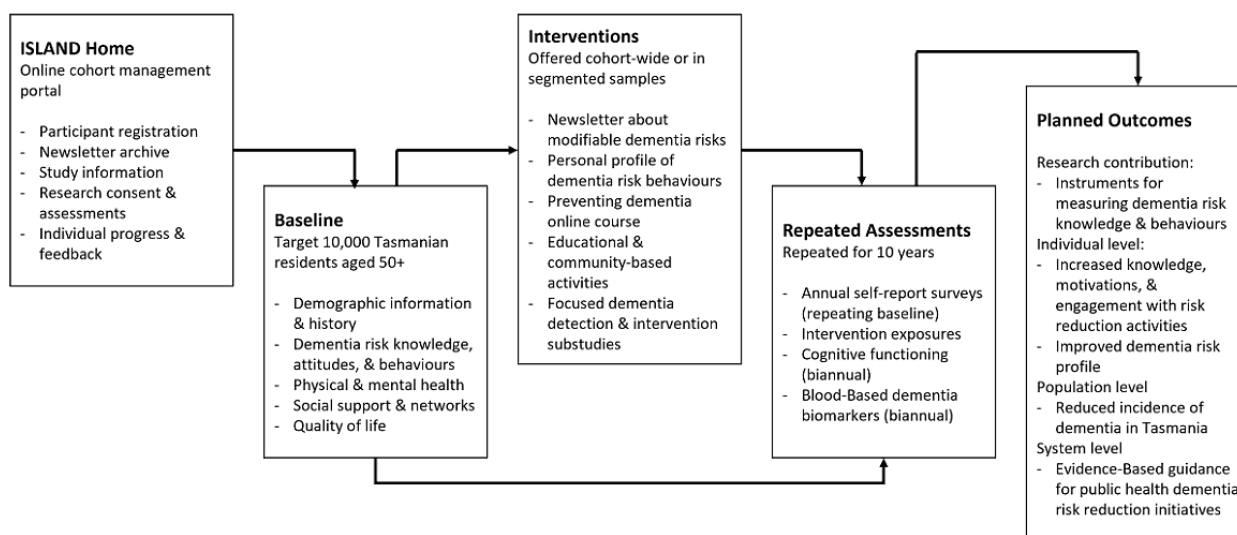 ISLAND Home
Online cohort management
portal
- Participant registration
- Newsletter archive
- Study information
- Research consent &
assessments
- Individual progress &
feedback
Baseline
Target 10,000 Tasmanian
residents aged 50+
- Demographic information
& history
- Dementia risk knowledge,
attitudes, & behaviours
- Physical & mental health
- Social support & networks
- Quality of life
Interventions
Offered cohort-wide or in
segmented samples
- Newsletter about
modifiable dementia risks
- Personal profile of
dementia risk behaviours
- Preventing dementia
online course
- Educational &
community-based
activities
- Focused dementia
detection & intervention
substudies
Repeated Assessments
Repeated for 10 years
- Annual self-report surveys
(repeating baseline)
- Intervention exposures
- Cognitive functioning
(biannual)
- Blood-Based dementia
biomarkers (biannual)
Planned Outcomes
Research contribution:
- Instruments for
measuring dementia risk
knowledge & behaviours
Individual level:
- Increased knowledge,
motivations, &
engagement with risk
reduction activities
- Improved dementia risk
profile
Population level
- Reduced incidence of
dementia in Tasmania
System level
- Evidence-Based guidance
for public health dementia
risk reduction initiatives